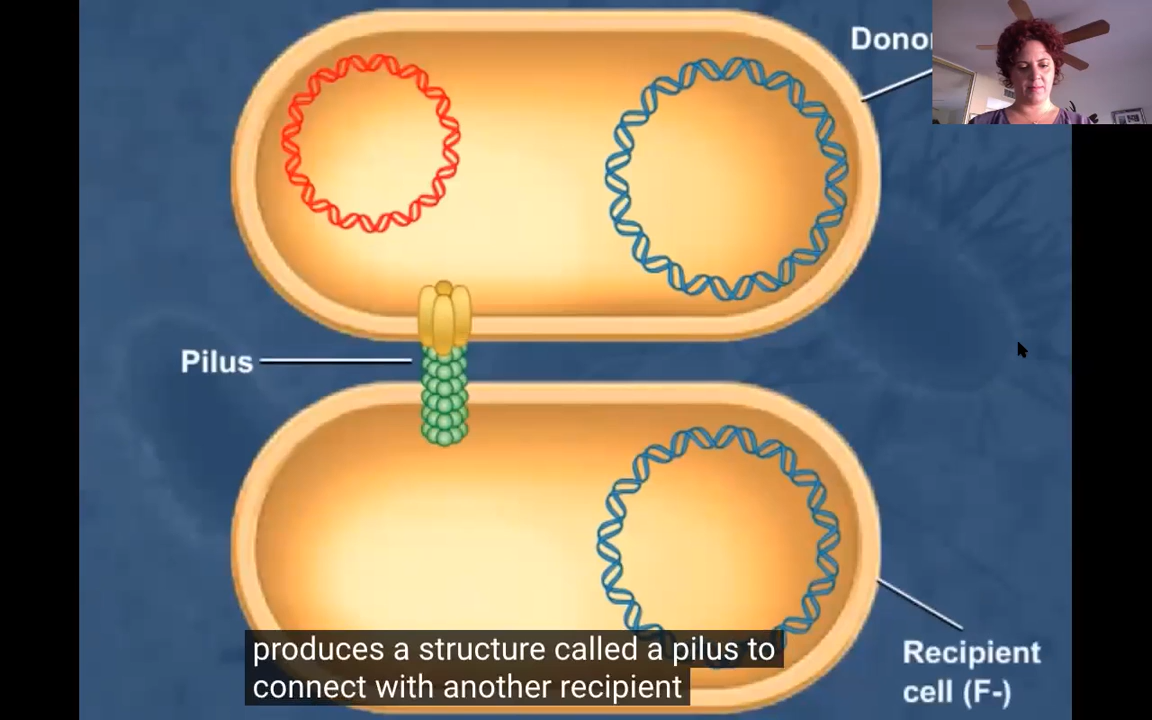 Donor
Pilus
Recipient
cell (F-)
produces a structure called a pilus to
connect with another recipient